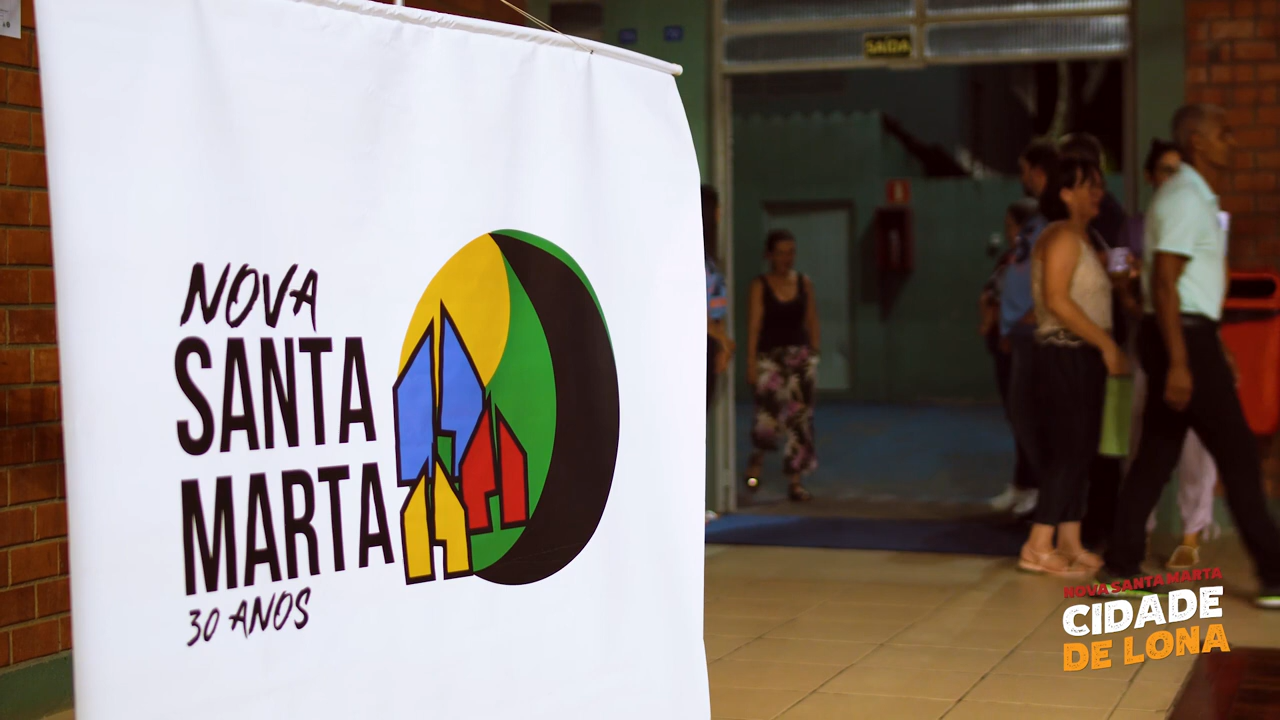 NOVA
SANTA
MARTA
30 ANOS
SAÍDA
NOVA SANTA MARTA
CIDADE
DE LONA